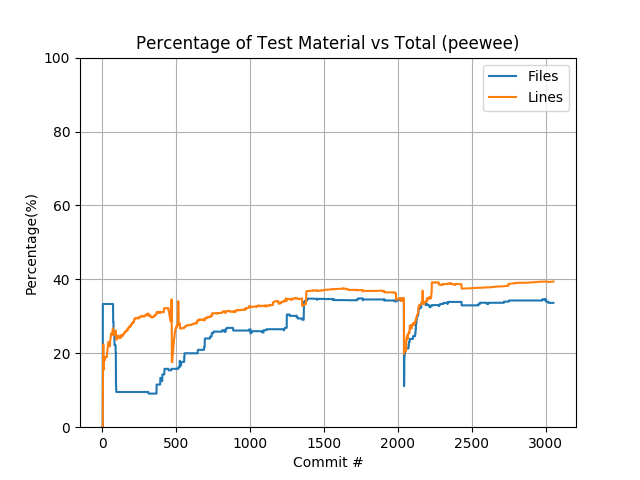 Percentage of Test Material vs Total (peewee)
Files
Lines
Percentage(%)
100
80
60
40
20
0
0 500 1000 1500 2000 2500 3000
Commit #